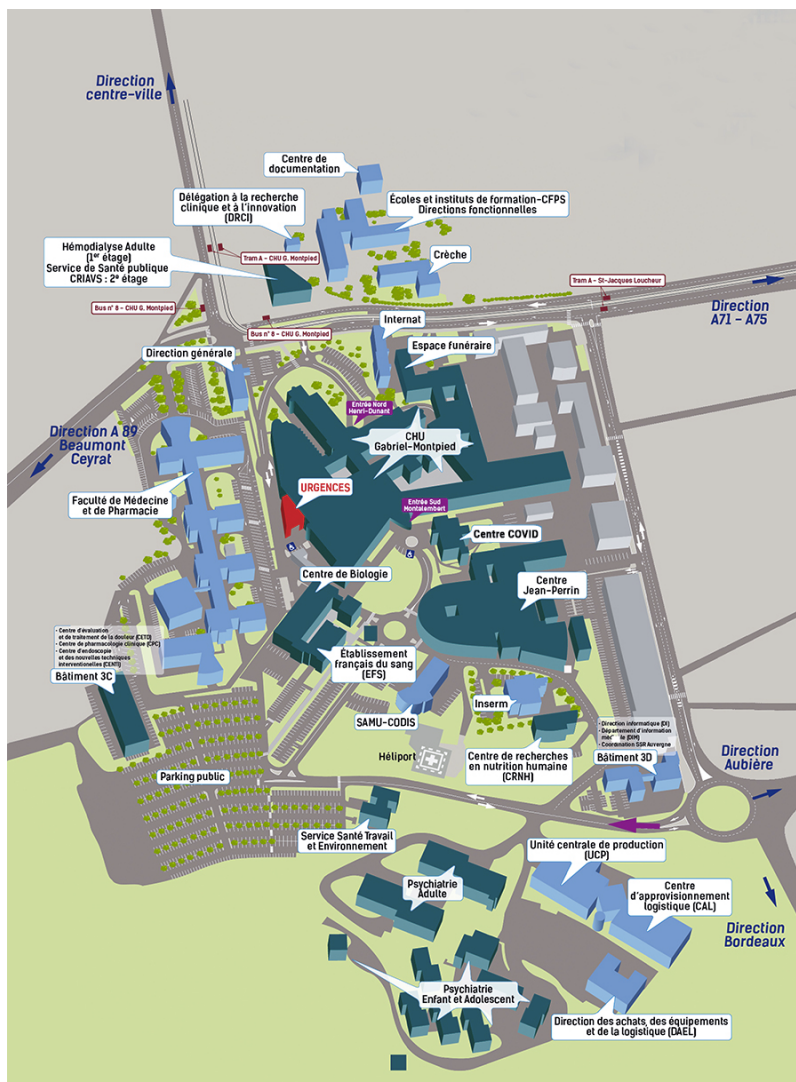 Direction
centre-ville
Centre de
documentation
Délégation à la recherche
clinique et à l'innovation
(DRCI)
Écoles et instituts de formation-CFPS
Directions fonctionnelles
Hémodialyse Adulte
(1er étage)
Service de Santé publique
CRIAVS : 2e étage
Tram A - CHU G. Montpied
Crèche
Tram A - St-Jacques Loucheur
Bus n° 8 - CHU G. Montpied
Bus n° 8 - CHU G. Montpied
Direction
A71 - A75
Internat
Direction générale
Espace funéraire
Entrée Nord
Henri-Dunant
Direction A 89
Beaumont
Ceyrat
CHU
Gabriel-Montpied
URGENCES
Faculté de Médecine
et de Pharmacie
Entrée Sud
Montalembert
Centre COVID
Centre de Biologie
Centre
Jean-Perrin
- Centre d'évaluation
et de traitement de la douleur (CETD)
- Centre de pharmacologie clinique (CPC)
- Centre d'endoscopie
et des nouvelles techniques
interventionelles (CENTI)
Bâtiment 3C
Établissement
français du sang
(EFS)
SAMU-CODIS
Inserm
- Direction informatique (DI)
- Département d'information
- Coordination SSR Auvergne
Bâtiment 3D
Héliport
Centre de recherches
en nutrition humaine
(CRNH)
Direction
Aubière
Parking public
Service Santé Travail
et Environnement
Unité centrale de production
(UCP)
Psychiatrie
Adulte
Centre
d'approvisionnement
logistique (CAL)
Direction
Bordeaux
Psychiatrie
Enfant et Adolescent
Direction des achats, des équipements
et de la logistique (DAEL)